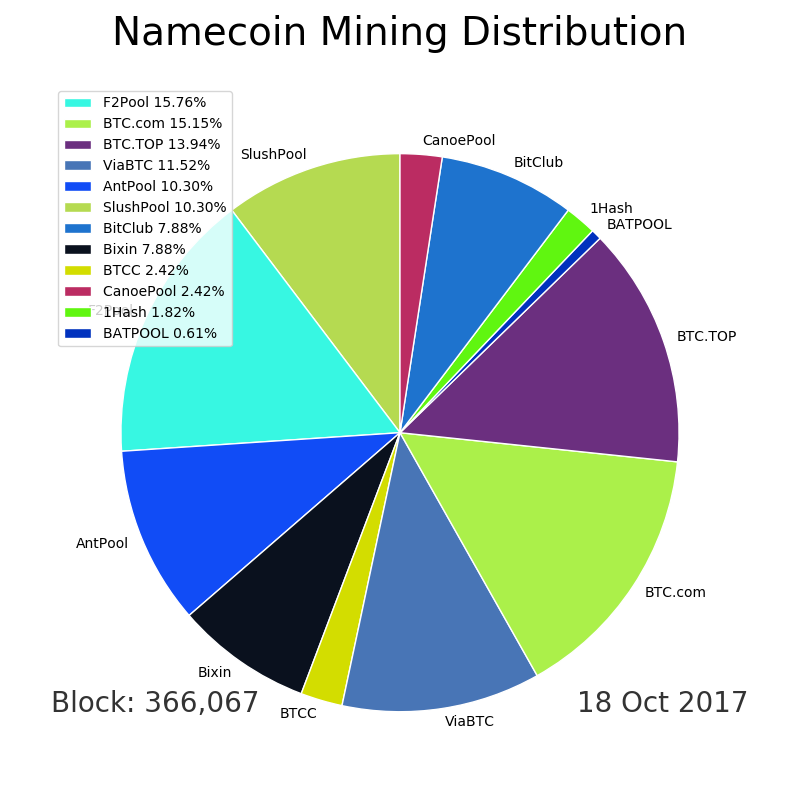 Namecoin Mining Distribution
F2Pool 15.76%
BTC.com 15.15%
BTC.TOP 13.94%
ViaBTC 11.52%
AntPool 10.30%
SlushPool 10.30%
BitClub 7.88%
Bixin 7.88%
BTCC 2.42%
CanoePool 2.42%
1Hash 1.82%
BATPOOL 0.61%
CanoePool
SlushPool
BitClub
1Hash
BATPOOL
F2Pool
BTC.TOP
AntPool
BTC.com
Bixin
BTCC
ViaBTC
Block: 366,067
18 Oct 2017